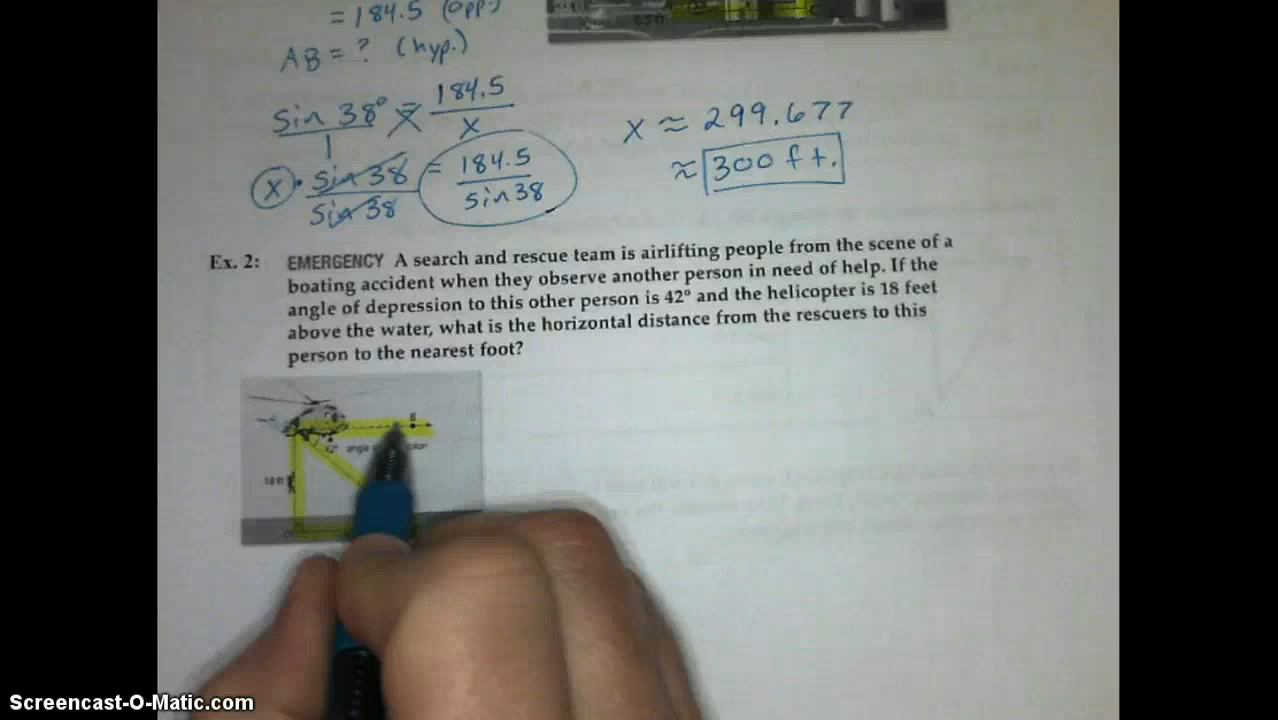 = 184.5 (opp.)
AB = ? (hyp.)
sin 38° = 184.5
1 x
x • sin 38 = 184.5
sin 38 sin 38
x ≈ 299.677
≈ 300 ft.
Ex. 2: EMERGENCY A search and rescue team is airlifting people from the scene of a
boating accident when they observe another person in need of help. If the
angle of depression to this other person is 42° and the helicopter is 18 feet
above the water, what is the horizontal distance from the rescuers to this
person to the nearest foot?
B
42° angle
18 ft
C
Screencast-O-Matic.com